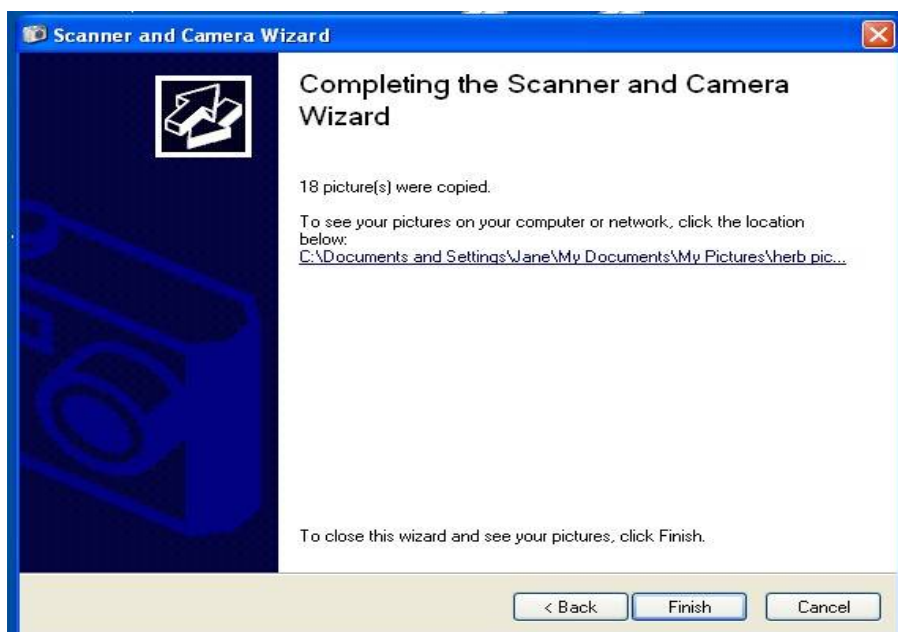 Scanner and Camera Wizard
Completing the Scanner and Camera
Wizard
18 picture(s) were copied.
To see your pictures on your computer or network, click the location
below:
C:\Documents and Settings\Jane\My Documents\My Pictures\herb pic...
To close this wizard and see your pictures, click Finish.
< Back
Finish
Cancel